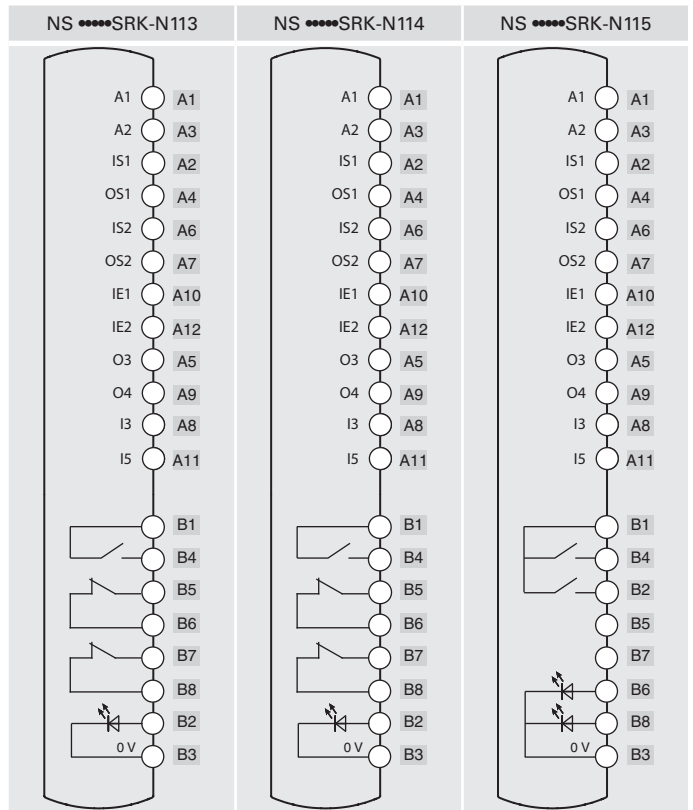 NS •••••SRK-N113
A1 A1
A2 A3
IS1 A2
OS1 A4
IS2 A6
OS2 A7
IE1 A10
IE2 A12
O3 A5
O4 A9
I3 A8
I5 A11
B1
B4
B5
B6
B7
B8
B2
0 V B3
NS •••••SRK-N114
A1 A1
A2 A3
IS1 A2
OS1 A4
IS2 A6
OS2 A7
IE1 A10
IE2 A12
O3 A5
O4 A9
I3 A8
I5 A11
B1
B4
B5
B6
B7
B8
B2
0 V B3
NS •••••SRK-N115
A1 A1
A2 A3
IS1 A2
OS1 A4
IS2 A6
OS2 A7
IE1 A10
IE2 A12
O3 A5
O4 A9
I3 A8
I5 A11
B1
B4
B2
B5
B7
B6
B8
0 V B3